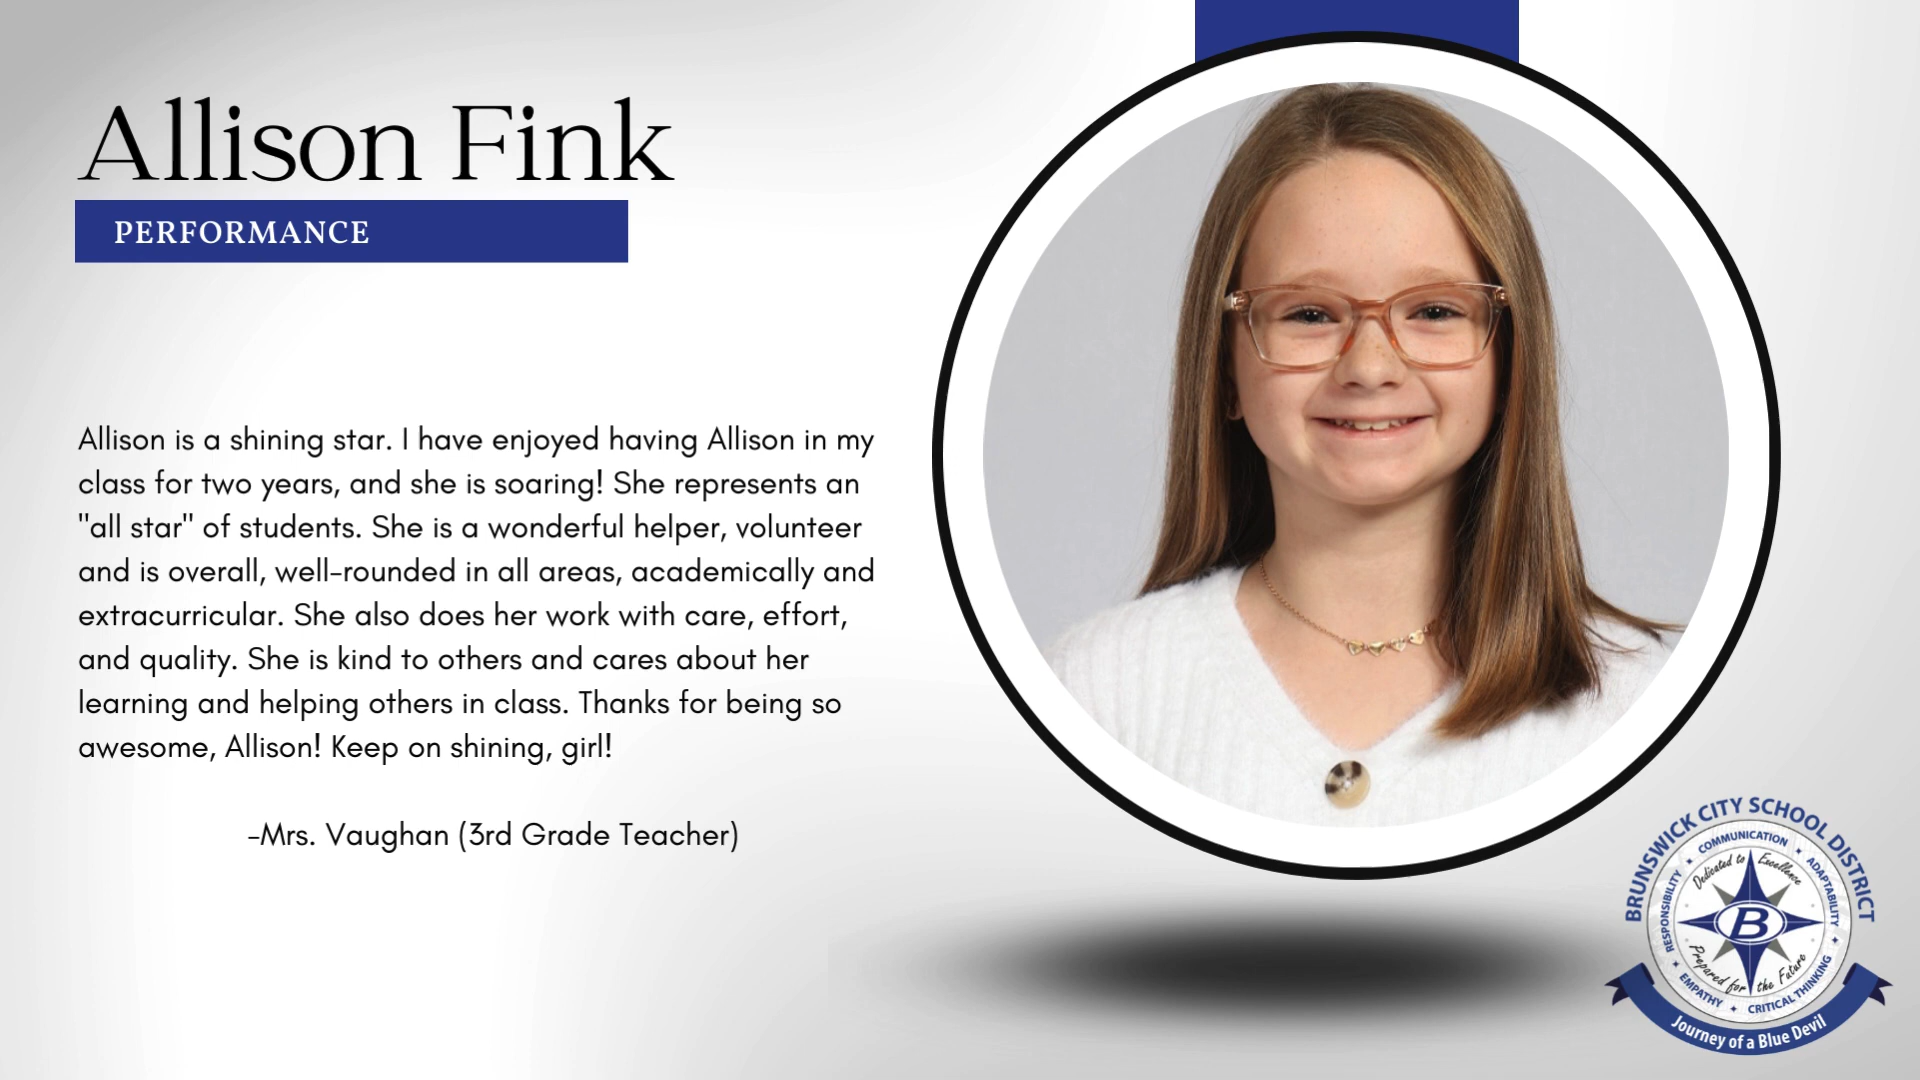 Allison Fink
PERFORMANCE
Allison is a shining star. I have enjoyed having Allison in my
class for two years, and she is soaring! She represents an
"all star" of students. She is a wonderful helper, volunteer
and is overall, well-rounded in all areas, academically and
extracurricular. She also does her work with care, effort,
and quality. She is kind to others and cares about her
learning and helping others in class. Thanks for being so
awesome, Allison! Keep on shining, girl!
-Mrs. Vaughan (3rd Grade Teacher)
BRUNSWICK CITY SCHOOL DISTRICT
COMMUNICATION
ADAPTABILITY
CRITICAL THINKING
EMPATHY
RESPONSIBILITY
Dedicated to Excellence
B
Prepared for the Future
Journey of a Blue Devil